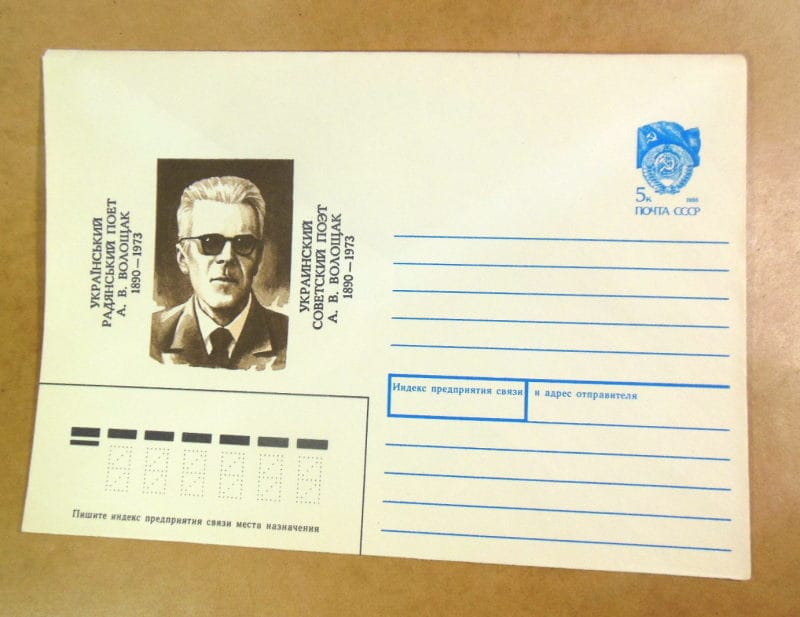 УКРАЇНСЬКИЙ
РАДЯНСЬКИЙ ПОЕТ
А. В. ВОЛОЩАК
1890—1973
УКРАИНСКИЙ
СОВЕТСКИЙ ПОЭТ
А. В. ВОЛОЩАК
1890—1973
5к
ПОЧТА СССР
Индекс предприятия связи и адрес отправителя
Пишите индекс предприятия связи места назначения